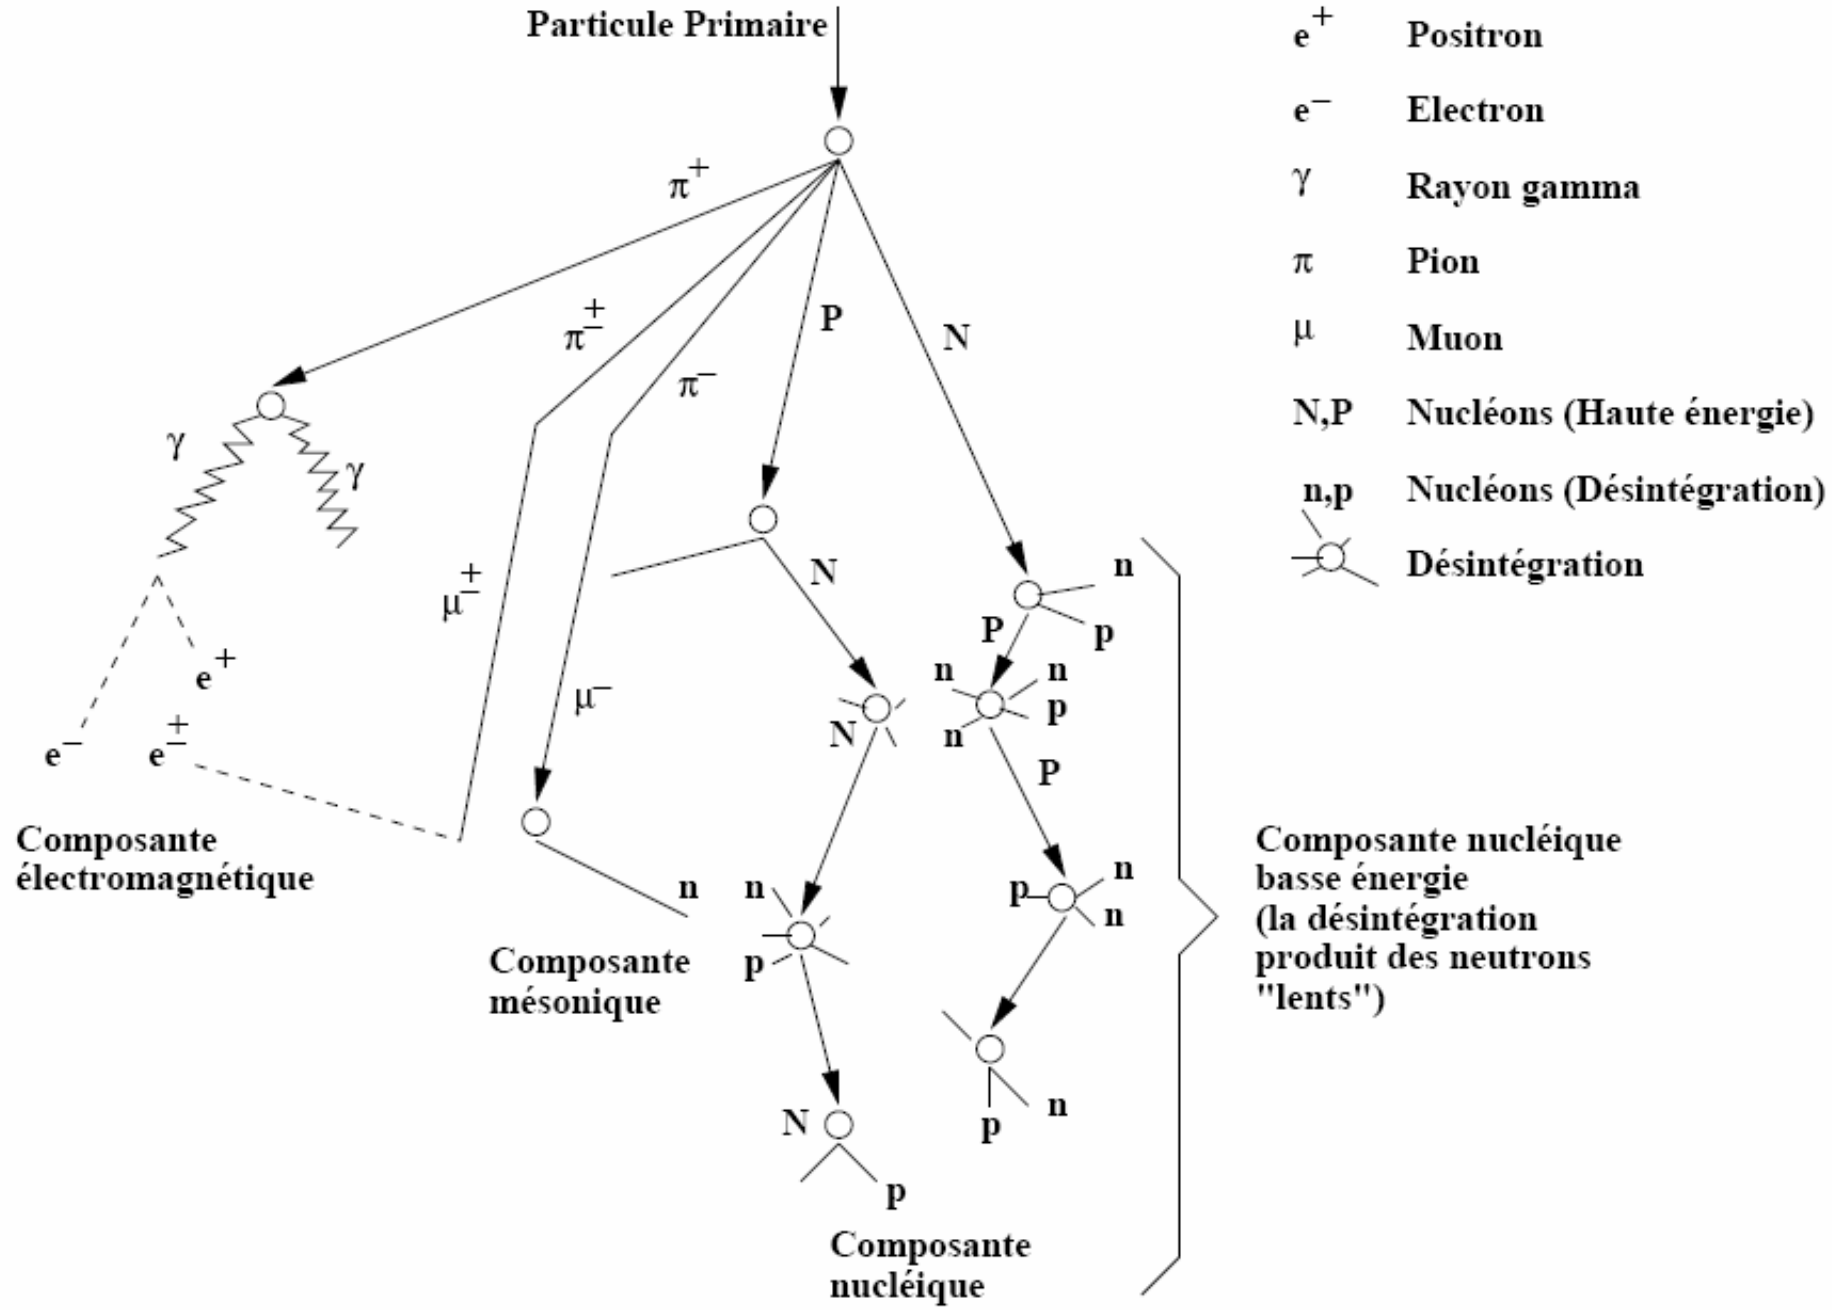 Particule Primaire
π+
π±
π−
P
N
γ
γ
e+
e−
e±
μ±
μ−
n
Composante
électromagnétique
Composante
mésonique
N
N
n
p
N
p
Composante
nucléique
n
p
P
n
n
p
n
P
p
n
n
p
n
e+ Positron
e− Electron
γ Rayon gamma
π Pion
μ Muon
N,P Nucléons (Haute énergie)
n,p Nucléons (Désintégration)
Désintégration
Composante nucléique
basse énergie
(la désintégration
produit des neutrons
"lents")